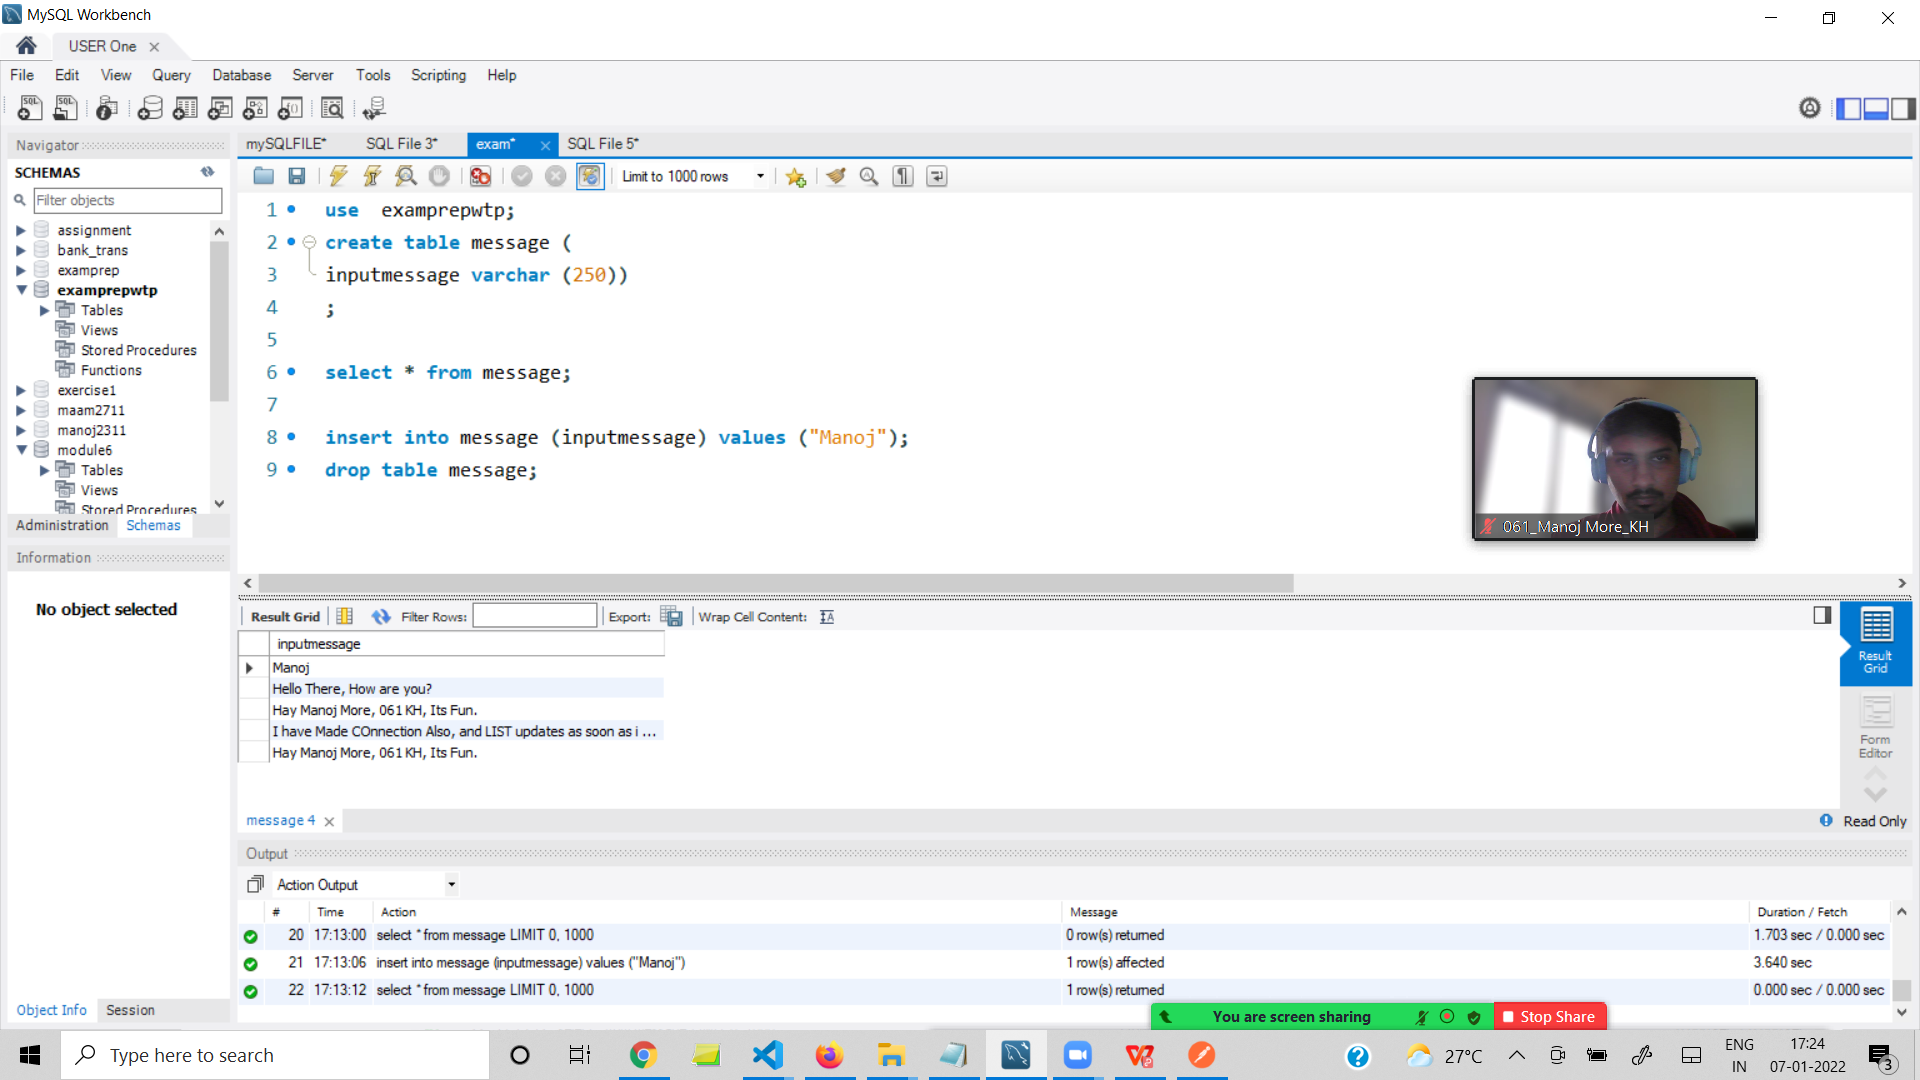 MySQL Workbench
USER One
File Edit View Query Database Server Tools Scripting Help
Navigator
SCHEMAS
Filter objects
assignment
bank_trans
examprep
examprepwtp
Tables
Views
Stored Procedures
Functions
exercise1
maam2711
manoj2311
module6
Tables
Views
Stored Procedures
Administration Schemas
Information
No object selected
Object Info Session
mySQLFILE* SQL File 3* exam* SQL File 5*
Limit to 1000 rows
1 use examprepwtp;
2 create table message (
3 inputmessage varchar (250))
4 ;
5
6 select * from message;
7
8 insert into message (inputmessage) values ("Manoj");
9 drop table message;
061_Manoj More_KH
Result Grid Filter Rows: Export: Wrap Cell Content:
inputmessage
Manoj
Hello There, How are you?
Hay Manoj More, 061 KH, Its Fun.
I have Made COnnection Also, and LIST updates as soon as i ...
Hay Manoj More, 061 KH, Its Fun.
Result
Grid
Form
Editor
message 4
Read Only
Output
Action Output
# Time Action Message Duration / Fetch
20 17:13:00 select * from message LIMIT 0, 1000 0 row(s) returned 1.703 sec / 0.000 sec
21 17:13:06 insert into message (inputmessage) values ("Manoj") 1 row(s) affected 3.640 sec
22 17:13:12 select * from message LIMIT 0, 1000 1 row(s) returned 0.000 sec / 0.000 sec
You are screen sharing Stop Share
Type here to search
27°C
ENG
IN
17:24
07-01-2022
3